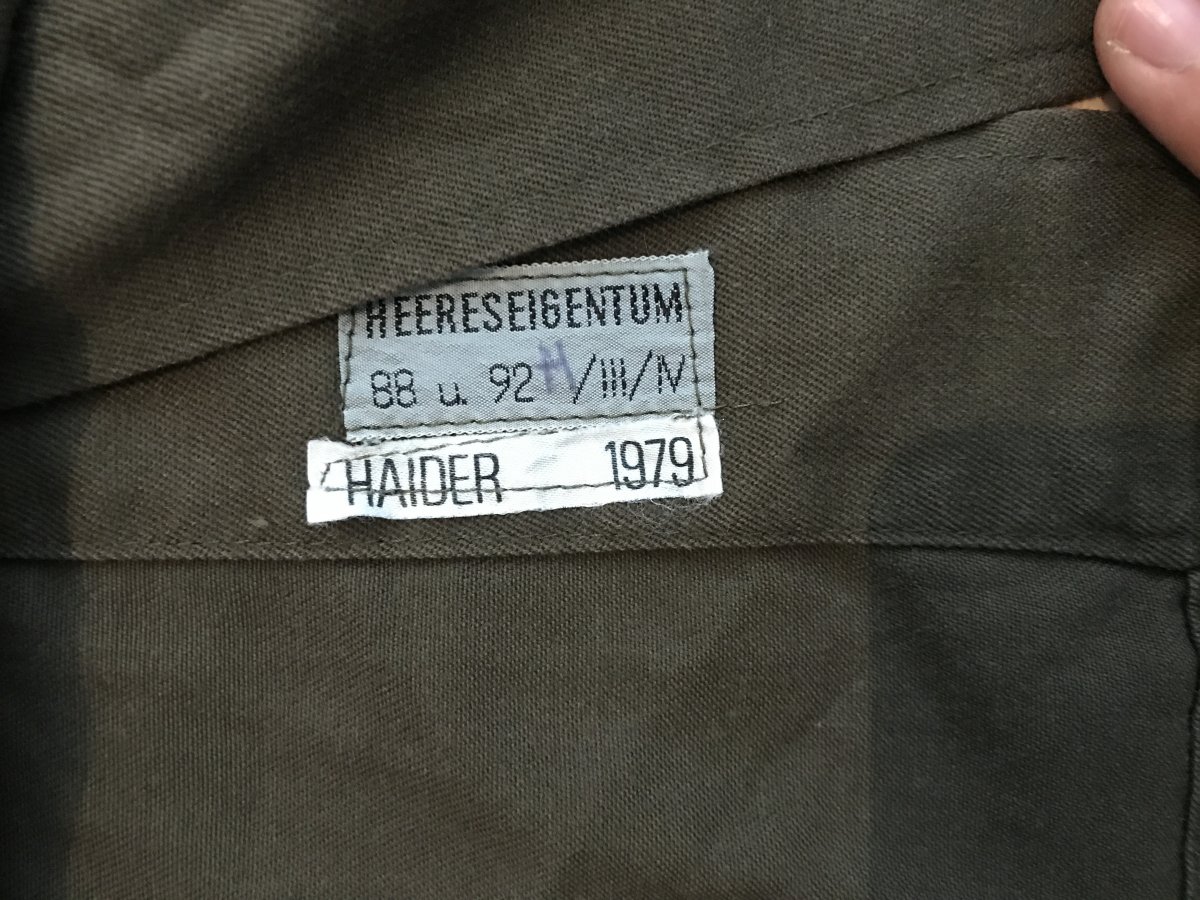 HEERESEIGENTUM
88 u. 92 H/III/IV
HAIDER 1979